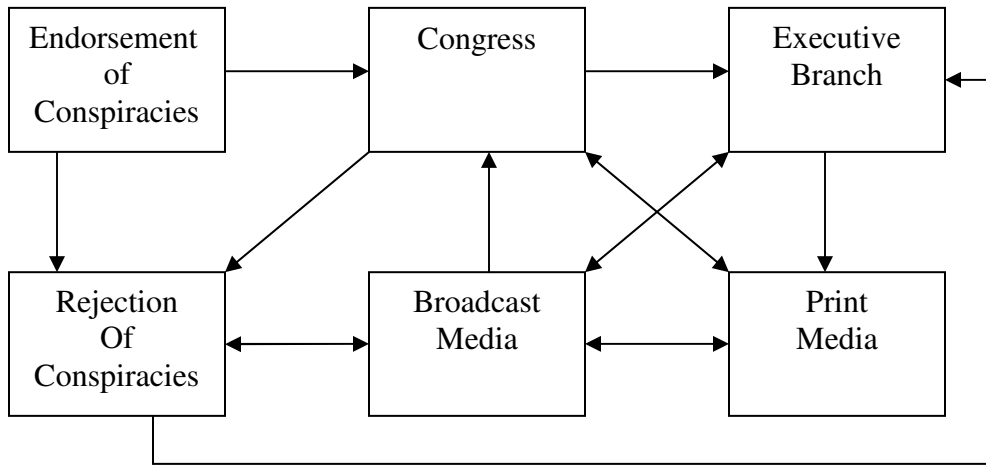 Endorsement
of
Conspiracies
Congress
Executive
Branch
Rejection
Of
Conspiracies
Broadcast
Media
Print
Media